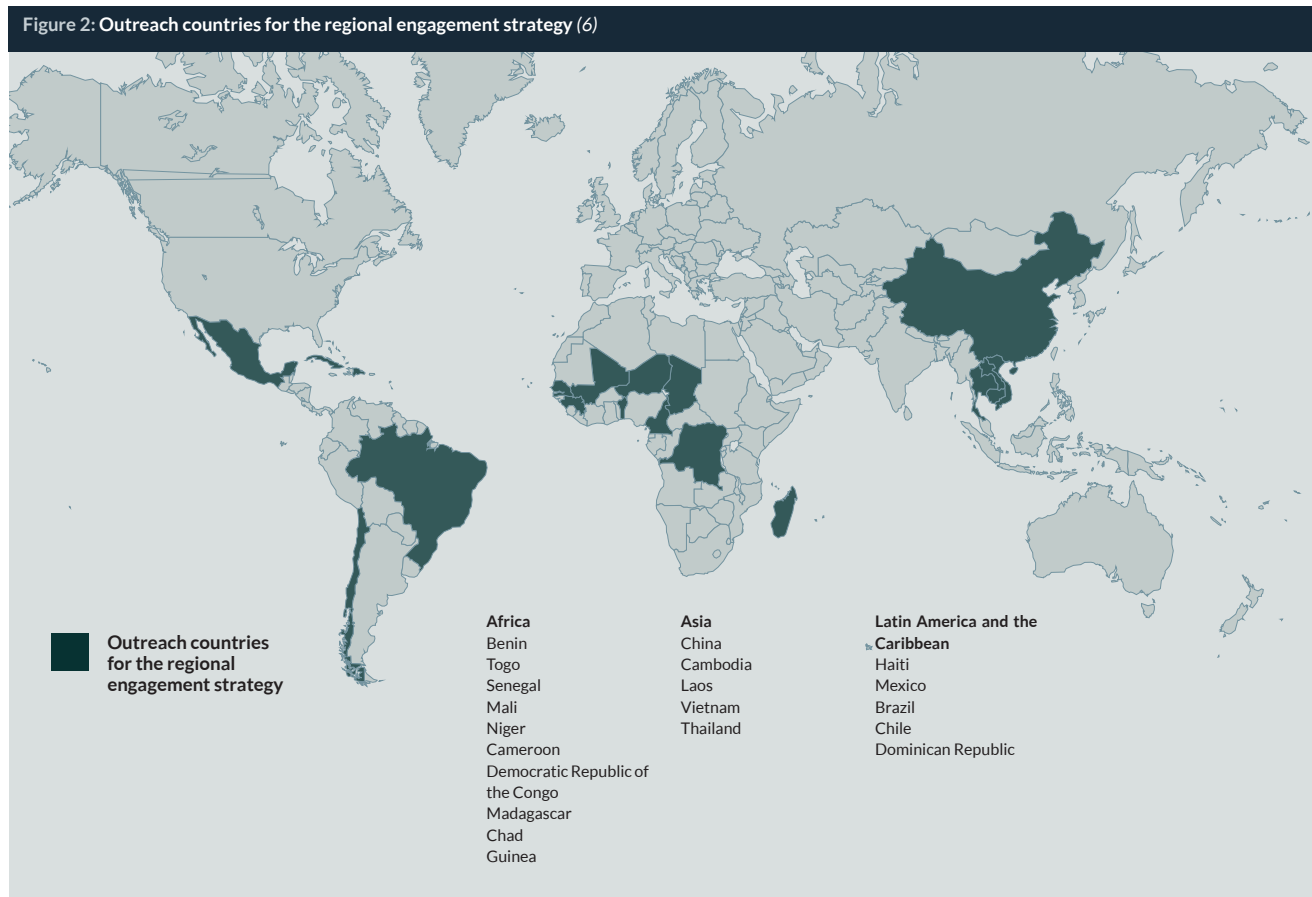 Figure 2: Outreach countries for the regional engagement strategy (6)
Outreach countries
for the regional
engagement strategy
Africa
Benin
Togo
Senegal
Mali
Niger
Cameroon
Democratic Republic of
the Congo
Madagascar
Chad
Guinea
Asia
China
Cambodia
Laos
Vietnam
Thailand
Latin America and the
Caribbean
Haiti
Mexico
Brazil
Chile
Dominican Republic